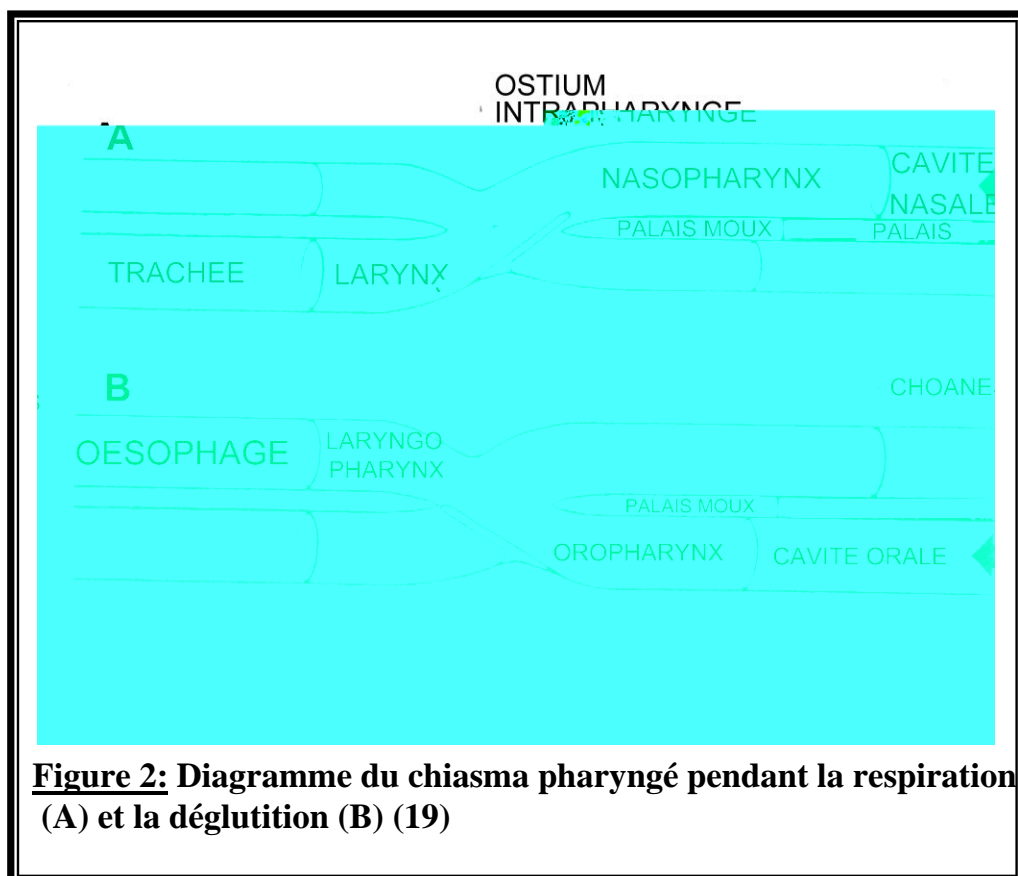 OSTIUM
INTRAPHARYNGE
A
NASOPHARYNX
CAVITE
NASALE
PALAIS MOUX
PALAIS
TRACHEE
LARYNX
B
CHOANE
OESOPHAGE
LARYNGO
PHARYNX
PALAIS MOUX
OROPHARYNX
CAVITE ORALE
Figure 2: Diagramme du chiasma pharyngé pendant la respiration
(A) et la déglutition (B) (19)